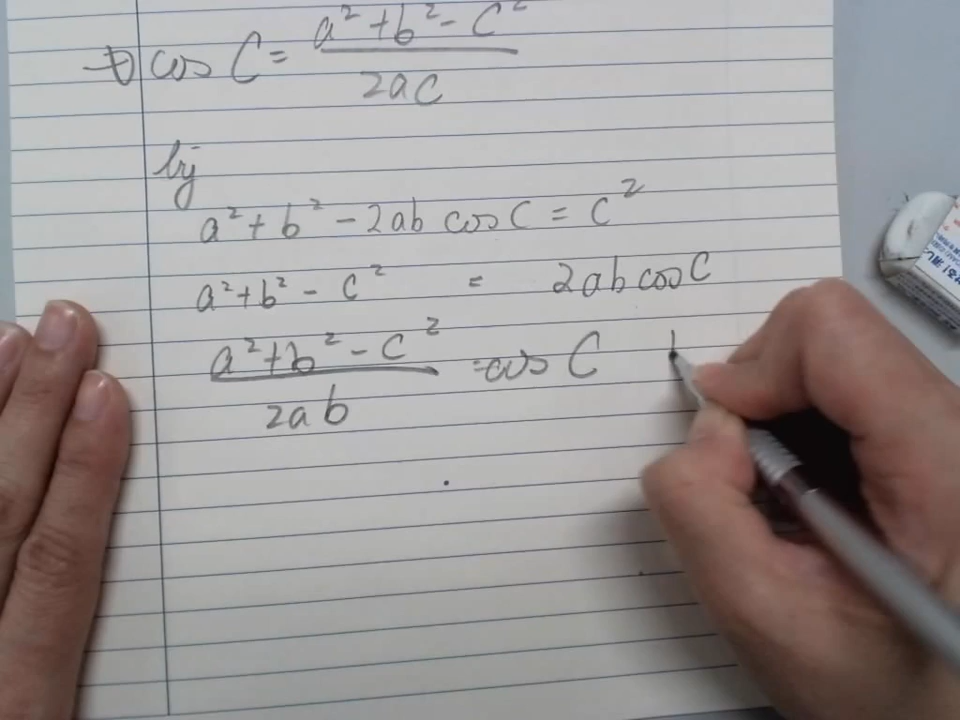 cos C = a² + b² - c² / 2ac
by
a² + b² - 2ab cos C = c²
a² + b² - c² = 2ab cos C
a² + b² - c² / 2ab = cos C